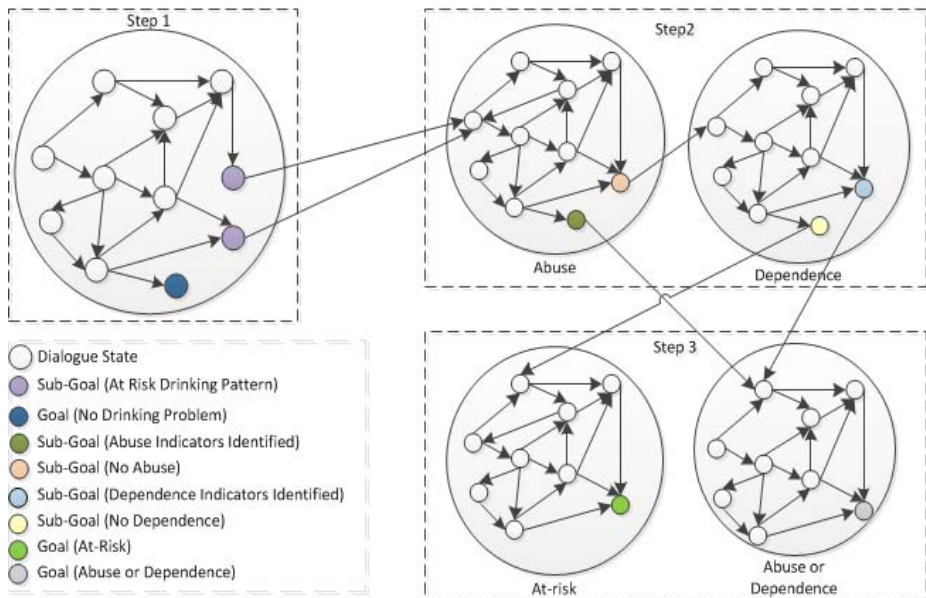 Step 1
Step2
Abuse
Dependence
Step 3
At-risk
Abuse or
Dependence
Dialogue State
Sub-Goal (At Risk Drinking Pattern)
Goal (No Drinking Problem)
Sub-Goal (Abuse Indicators Identified)
Sub-Goal (No Abuse)
Sub-Goal (Dependence Indicators Identified)
Sub-Goal (No Dependence)
Goal (At-Risk)
Goal (Abuse or Dependence)